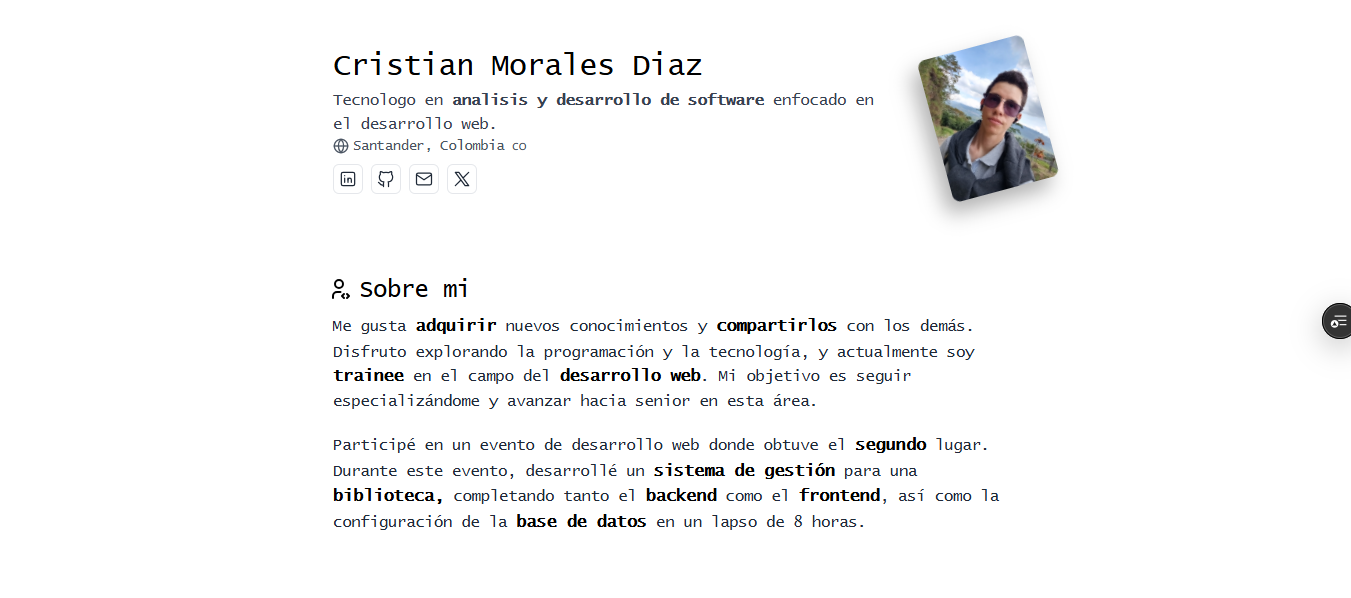 Cristian Morales Diaz
Tecnologo en analisis y desarrollo de software enfocado en
el desarrollo web.
Santander, Colombia co
Sobre mi
Me gusta adquirir nuevos conocimientos y compartirlos con los demás.
Disfruto explorando la programación y la tecnología, y actualmente soy
trainee en el campo del desarrollo web. Mi objetivo es seguir
especializándome y avanzar hacia senior en esta área.
Participé en un evento de desarrollo web donde obtuve el segundo lugar.
Durante este evento, desarrollé un sistema de gestión para una
biblioteca, completando tanto el backend como el frontend, así como la
configuración de la base de datos en un lapso de 8 horas.